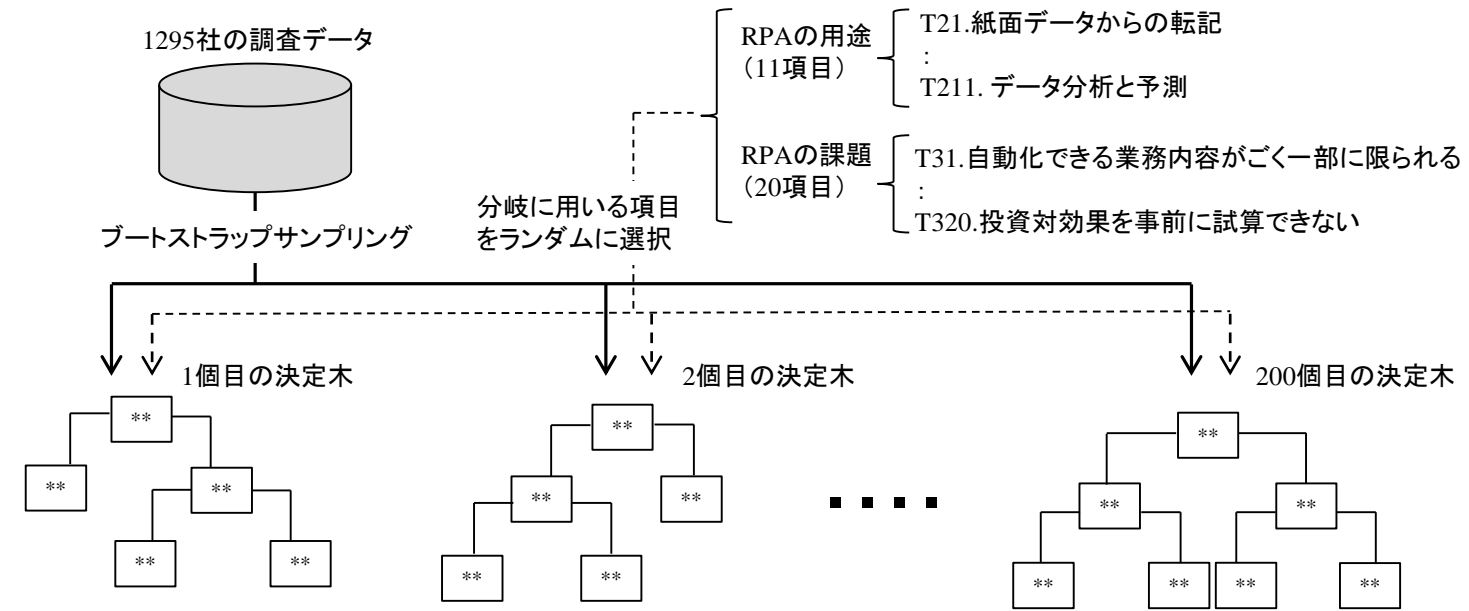 1295社の調査データ
ブートストラップサンプリング
分岐に用いる項目
をランダムに選択
RPAの用途
（11項目）
T21.紙面データからの転記
:
T211. データ分析と予測
RPAの課題
（20項目）
T31.自動化できる業務内容がごく一部に限られる
:
T320.投資対効果を事前に試算できない
1個目の決定木
**
**
**
**
**
2個目の決定木
**
**
**
**
**
200個目の決定木
**
**
**
**
**
**
**